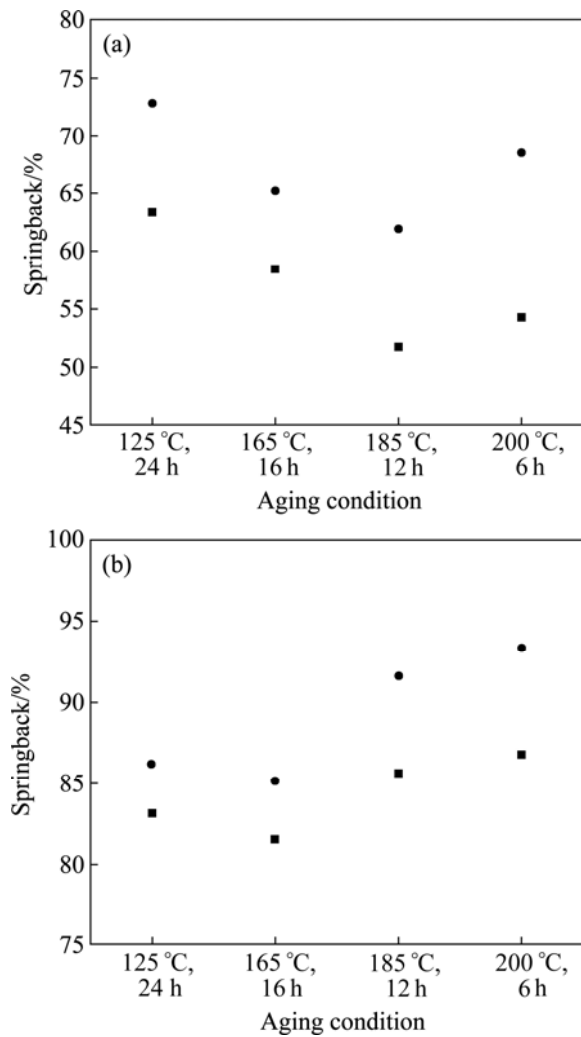 (a)
80
75
70
65
60
55
50
45
Springback/%
125 °C, 165 °C, 185 °C, 200 °C,
24 h 16 h 12 h 6 h
Aging condition
(b)
100
95
90
85
80
75
Springback/%
125 °C, 165 °C, 185 °C, 200 °C,
24 h 16 h 12 h 6 h
Aging condition